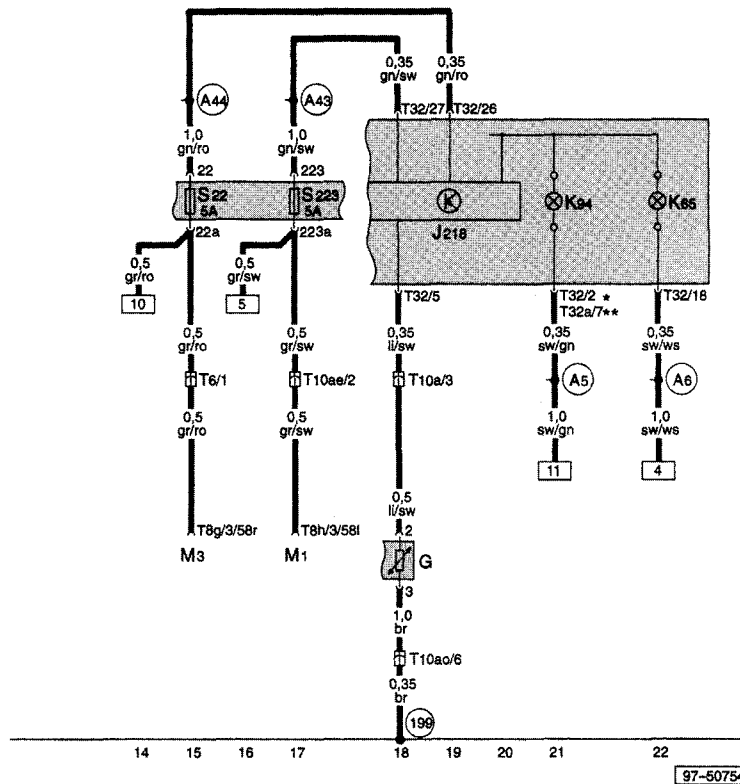 0,35
gn/sw
0,35
gn/ro
A44
A43
T32/27
T32/26
1,0
gn/ro
1,0
gn/sw
22
223
S22
5A
S223
5A
K
J218
K94
K65
22a
223a
0,5
gr/ro
0,5
gr/sw
10
5
T32/5
T32/2 *
T32a/7**
T32/18
0,5
gr/ro
0,5
gr/sw
0,35
li/sw
0,35
sw/gn
0,35
sw/ws
T6/1
T10ae/2
T10a/3
A5
A6
0,5
gr/ro
0,5
gr/sw
1,0
sw/gn
1,0
sw/ws
11
4
0,5
li/sw
T8g/3/58r
T8h/3/58l
2
M3
M1
G
3
1,0
br
T10ao/6
0,35
br
199
14 15 16 17 18 19 20 21 22
97-5075